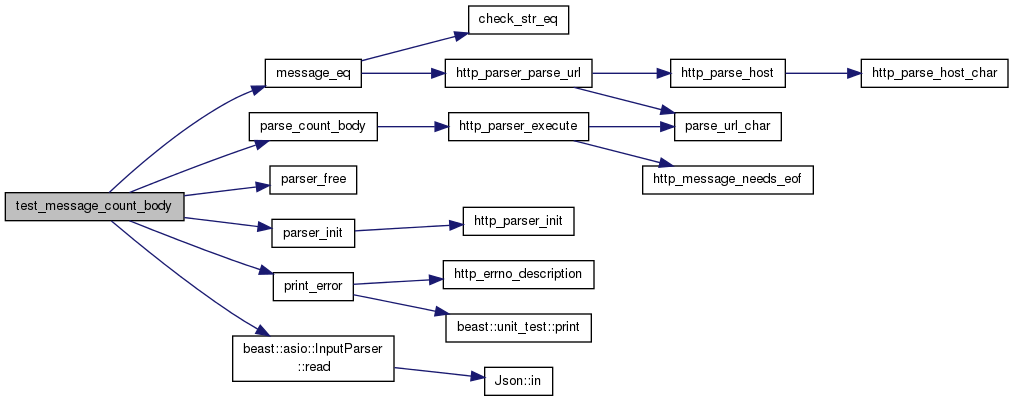 check_str_eq
message_eq
http_parser_parse_url
http_parse_host
http_parse_host_char
parse_count_body
http_parser_execute
parse_url_char
parser_free
http_message_needs_eof
test_message_count_body
parser_init
http_parser_init
print_error
http_errno_description
beast::unit_test::print
beast::asio::InputParser
::read
Json::in